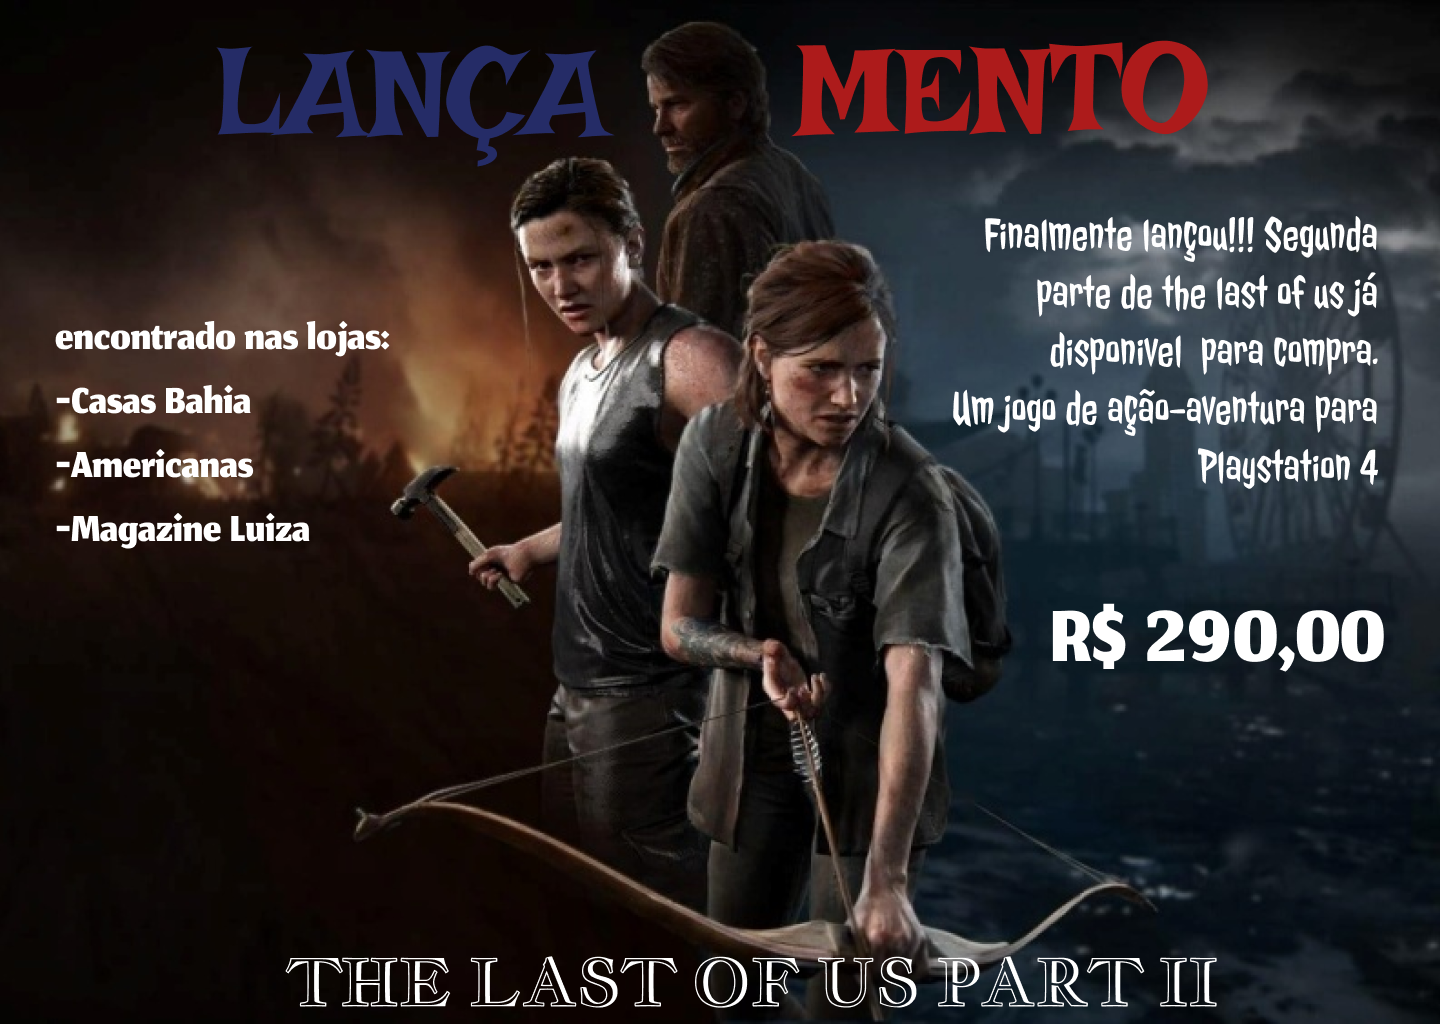 LANÇA MENTO
Finalmente lançou!!! Segunda
parte de the last of us já
disponivel para compra.
Um jogo de ação-aventura para
Playstation 4
encontrado nas lojas:
-Casas Bahia
-Americanas
-Magazine Luiza
R$ 290,00
THE LAST OF US PART II